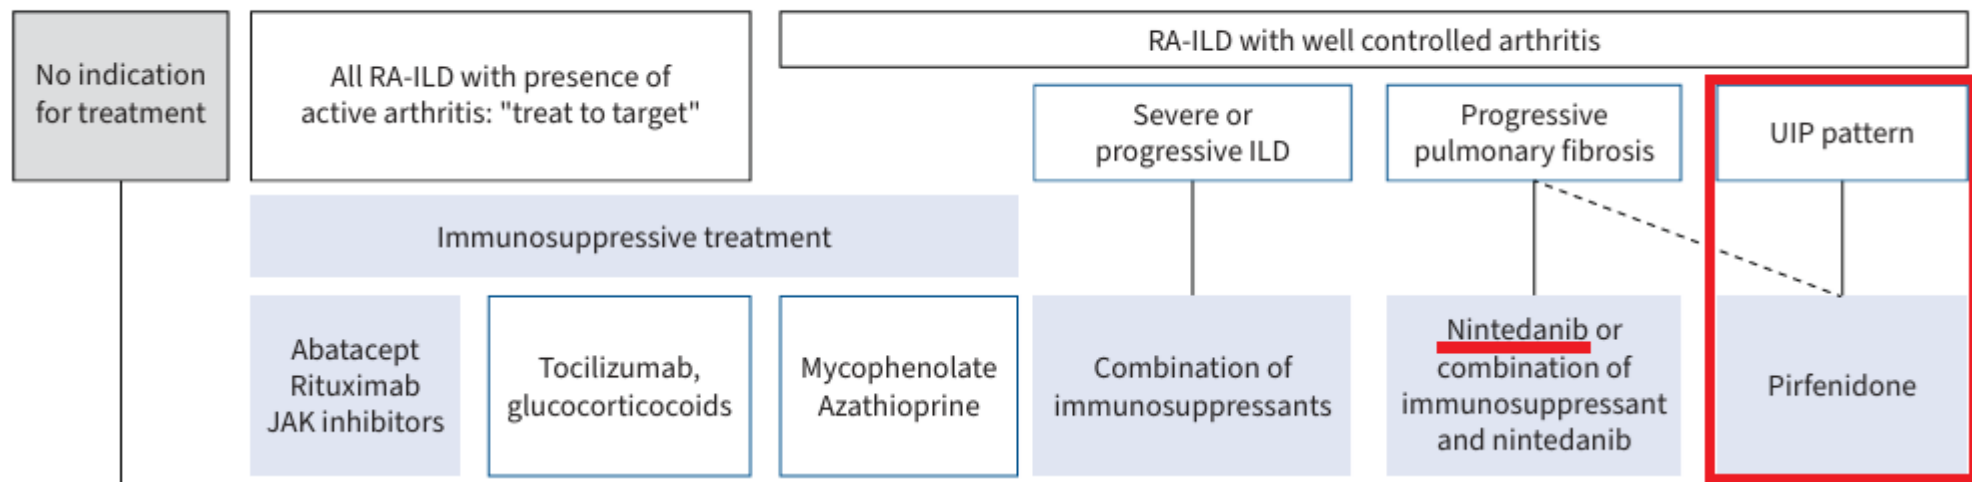 No indication
for treatment
All RA-ILD with presence of
active arthritis: "treat to target"
RA-ILD with well controlled arthritis
Severe or
progressive ILD
Progressive
pulmonary fibrosis
UIP pattern
Immunosuppressive treatment
Abatacept
Rituximab
JAK inhibitors
Tocilizumab,
glucocorticocoids
Mycophenolate
Azathioprine
Combination of
immunosuppressants
Nintedanib or
combination of
immunosuppressant
and nintedanib
Pirfenidone